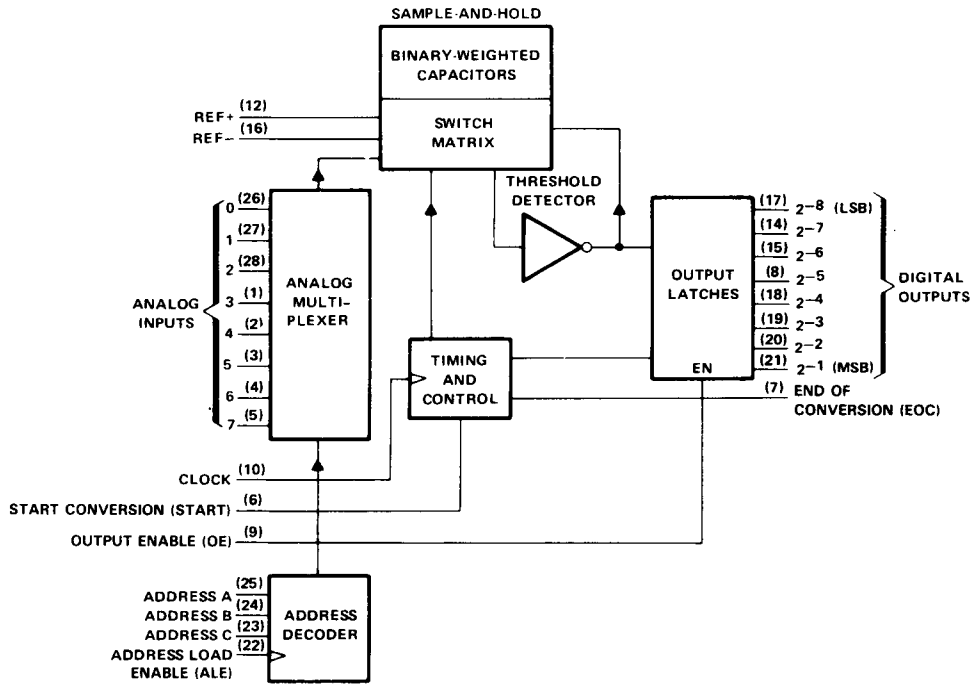 SAMPLE-AND-HOLD
BINARY-WEIGHTED
CAPACITORS
SWITCH
MATRIX
REF+ (12)
REF− (16)
THRESHOLD
DETECTOR
ANALOG
INPUTS
0 (26)
1 (27)
2 (28)
3 (1)
4 (2)
5 (3)
6 (4)
7 (5)
ANALOG
MULTI-
PLEXER
TIMING
AND
CONTROL
OUTPUT
LATCHES
EN
(17) 2−8 (LSB)
(14) 2−7
(15) 2−6
(8) 2−5
(18) 2−4
(19) 2−3
(20) 2−2
(21) 2−1 (MSB)
DIGITAL
OUTPUTS
(7) END OF
CONVERSION (EOC)
CLOCK (10)
START CONVERSION (START) (6)
OUTPUT ENABLE (OE) (9)
ADDRESS A (25)
ADDRESS B (24)
ADDRESS C (23)
ADDRESS LOAD (22)
ENABLE (ALE)
ADDRESS
DECODER